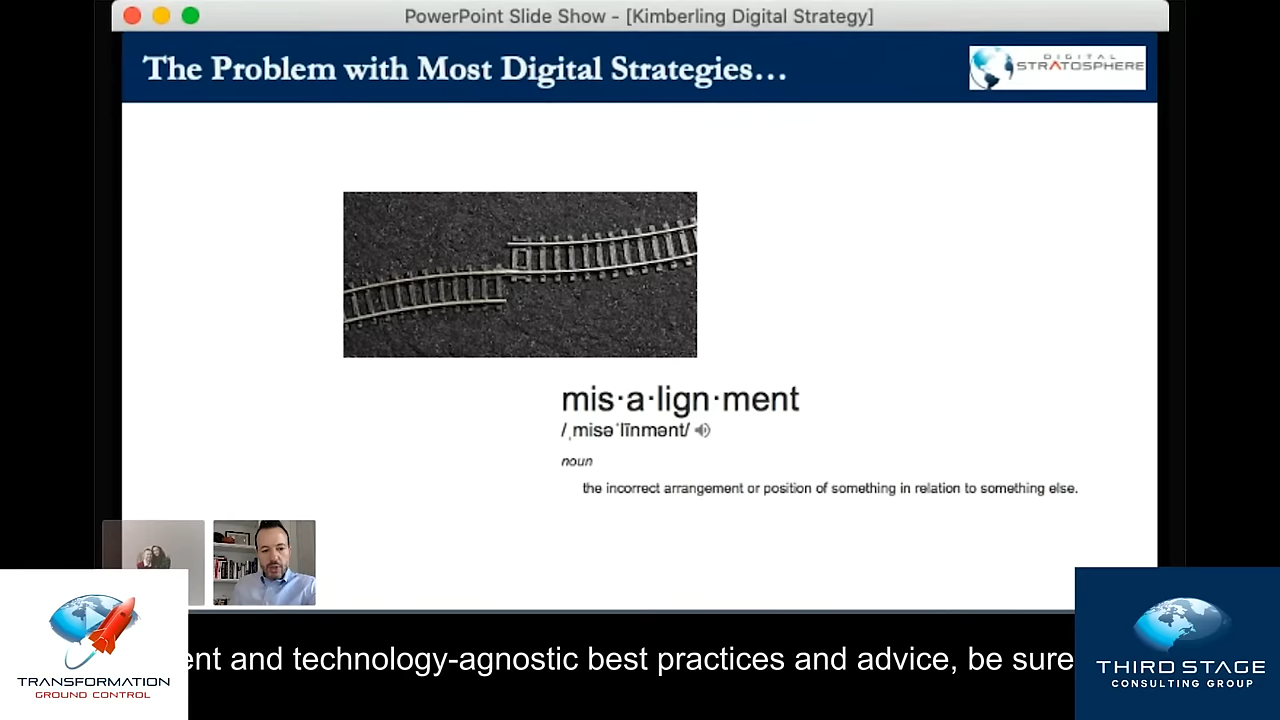 PowerPoint Slide Show - [Kimberling Digital Strategy]
The Problem with Most Digital Strategies…
DIGITAL
STRATOSPHERE
mis·a·lign·ment
/ˌmisəˈlīnmənt/
noun
the incorrect arrangement or position of something in relation to something else.
ent and technology-agnostic best practices and advice, be sure
TRANSFORMATION
GROUND CONTROL
THIRD STAGE
CONSULTING GROUP